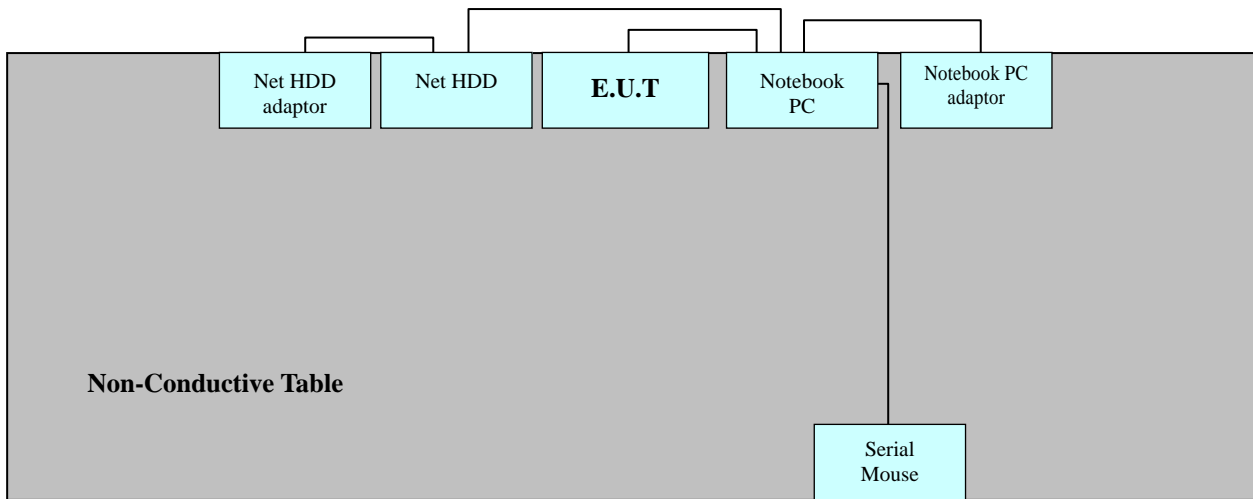 Net HDD
adaptor
Net HDD
E.U.T
Notebook
PC
Notebook PC
adaptor
Non-Conductive Table
Serial
Mouse